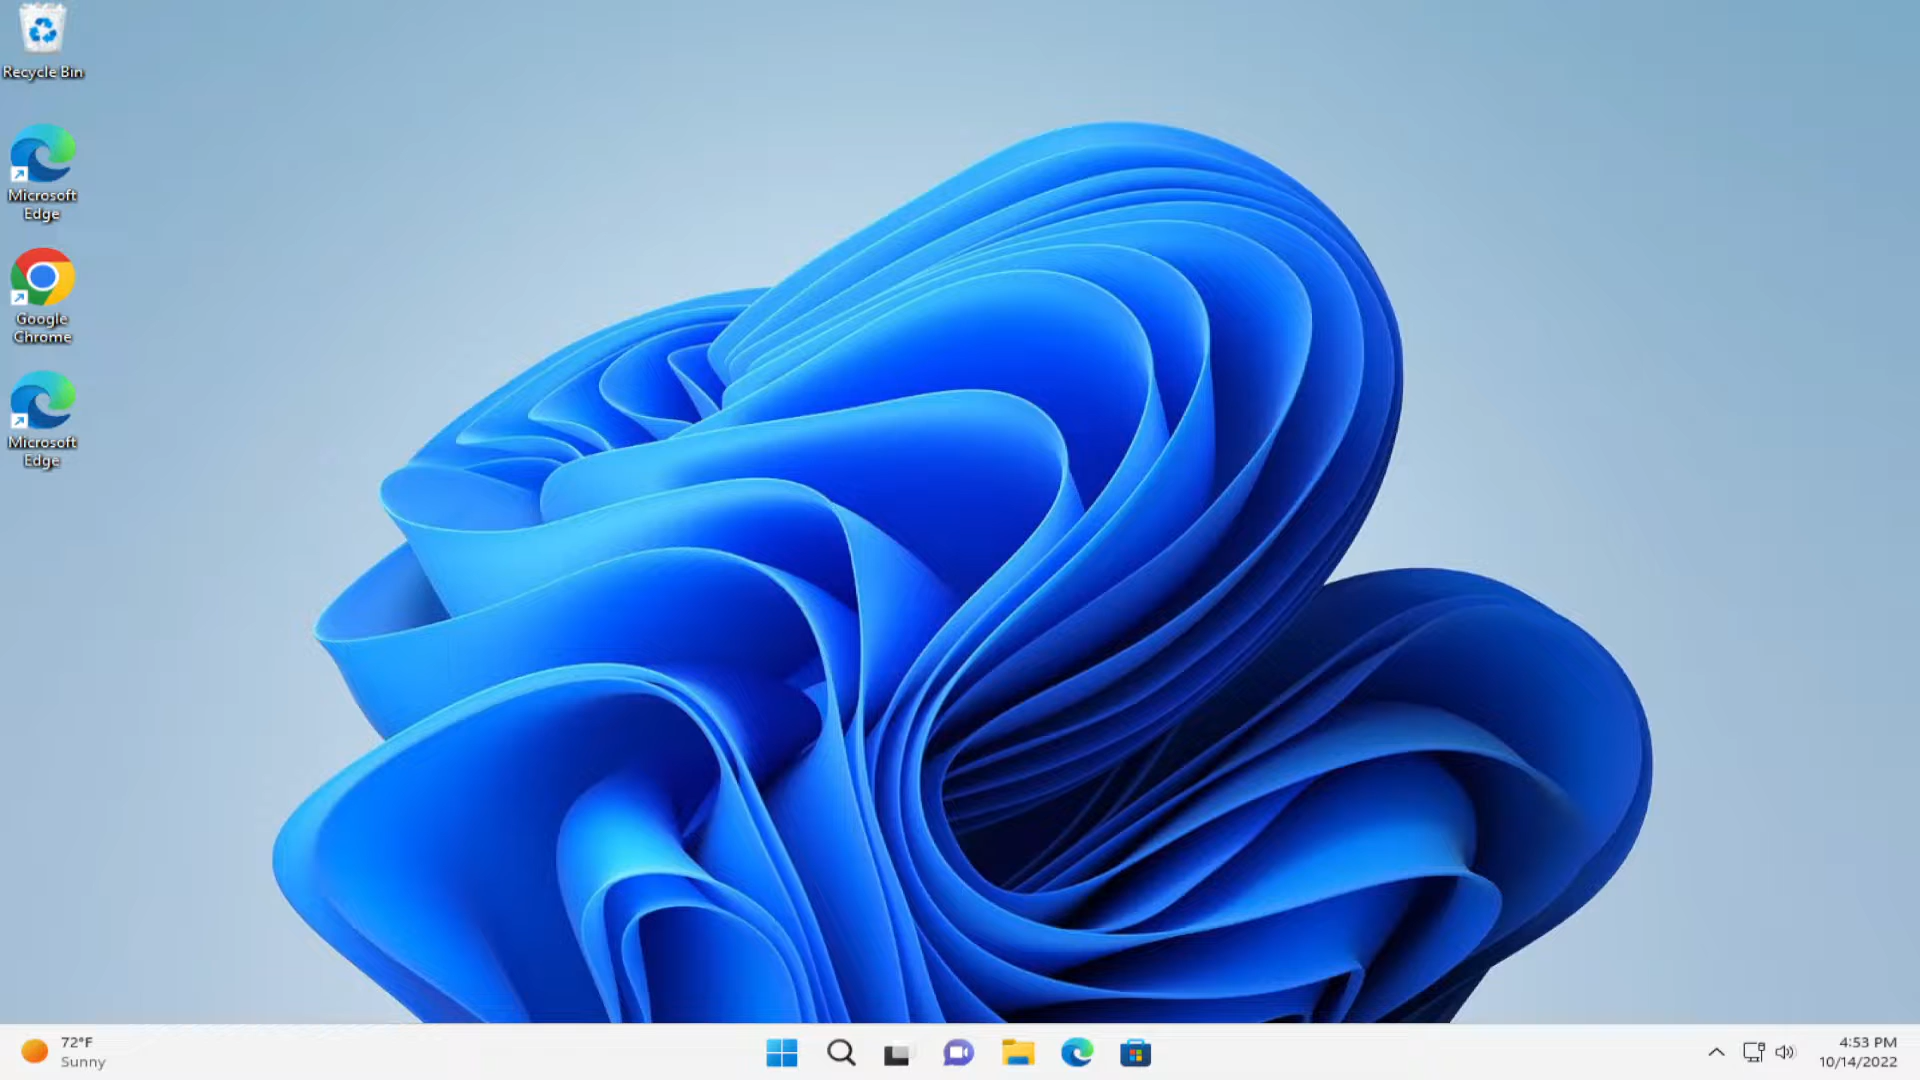 Recycle Bin
Microsoft
Edge
Google
Chrome
Microsoft
Edge
72°F
Sunny
4:53 PM
10/14/2022